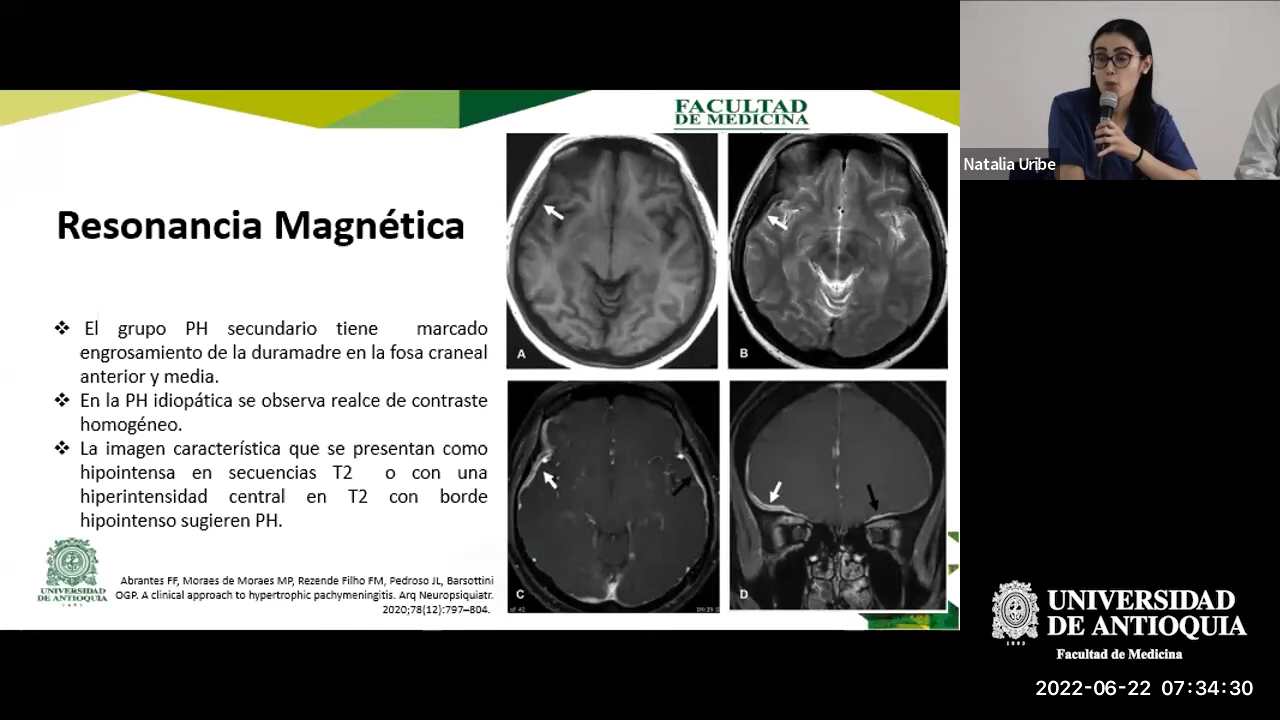 FACULTAD
DE MEDICINA
Resonancia Magnética
❖ El grupo PH secundario tiene marcado
engrosamiento de la duramadre en la fosa craneal
anterior y media.
❖ En la PH idiopática se observa realce de contraste
homogéneo.
❖ La imagen característica que se presentan como
hipointensa en secuencias T2 o con una
hiperintensidad central en T2 con borde
hipointenso sugieren PH.
A
B
C
D
UNIVERSIDAD
DE ANTIOQUIA
Abrantes FF, Moraes de Moraes MP, Rezende Filho FM, Pedroso JL, Barsottini
OGP. A clinical approach to hypertrophic pachymeningitis. Arq Neuropsiquiatr.
2020;78(12):797–804.
Natalia Uribe
UNIVERSIDAD
DE ANTIOQUIA
1803
Facultad de Medicina
2022-06-22 07:34:30